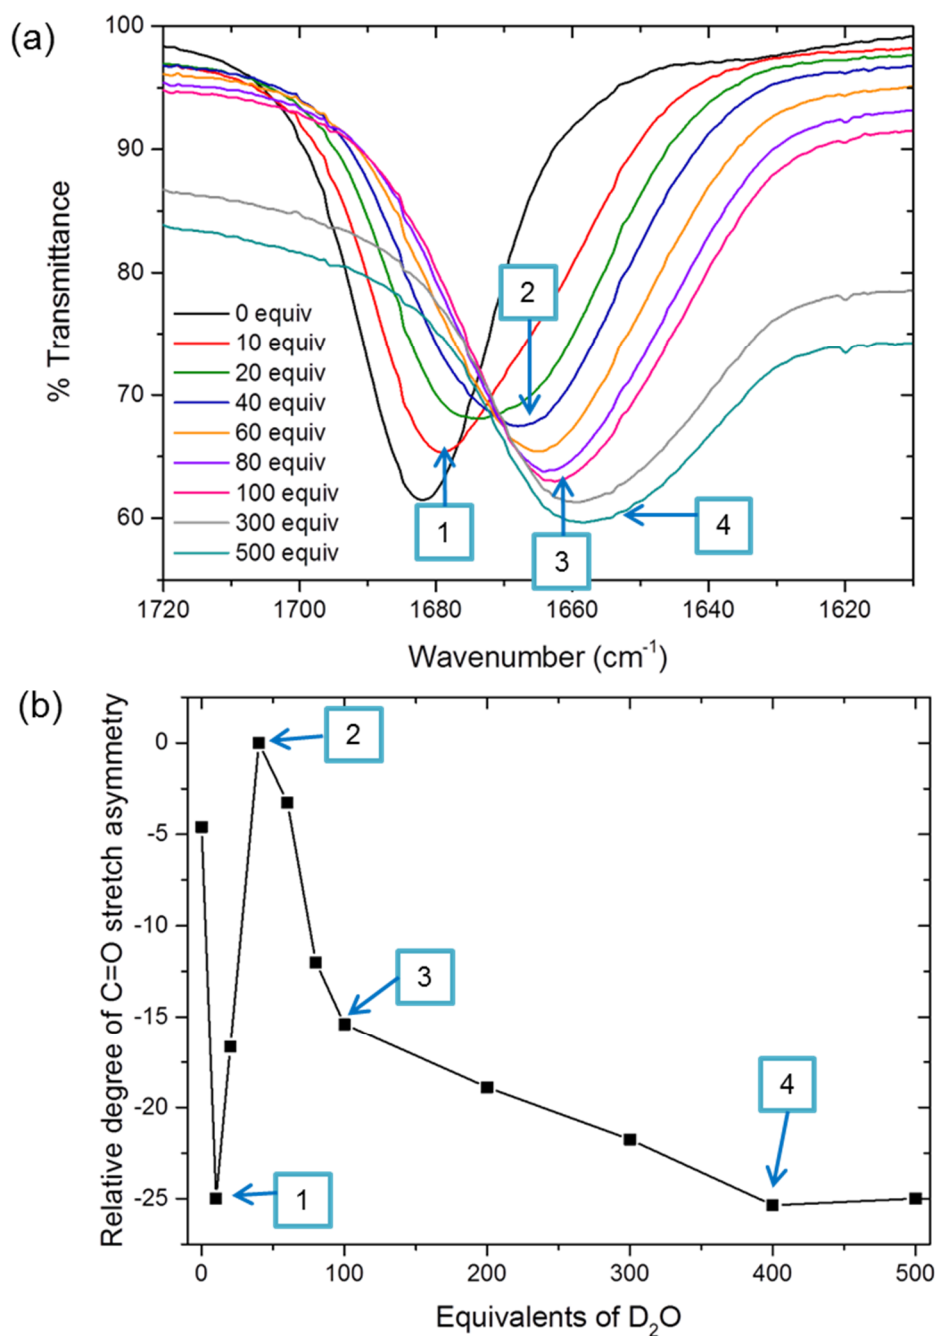 (a)
100
90
80
70
60
% Transmittance
0 equiv
10 equiv
20 equiv
40 equiv
60 equiv
80 equiv
100 equiv
300 equiv
500 equiv
2
1
3
4
1720
1700
1680
1660
1640
1620
Wavenumber (cm⁻¹)
(b)
0
-5
-10
-15
-20
-25
Relative degree of C=O stretch asymmetry
2
3
4
1
0
100
200
300
400
500
Equivalents of D₂O